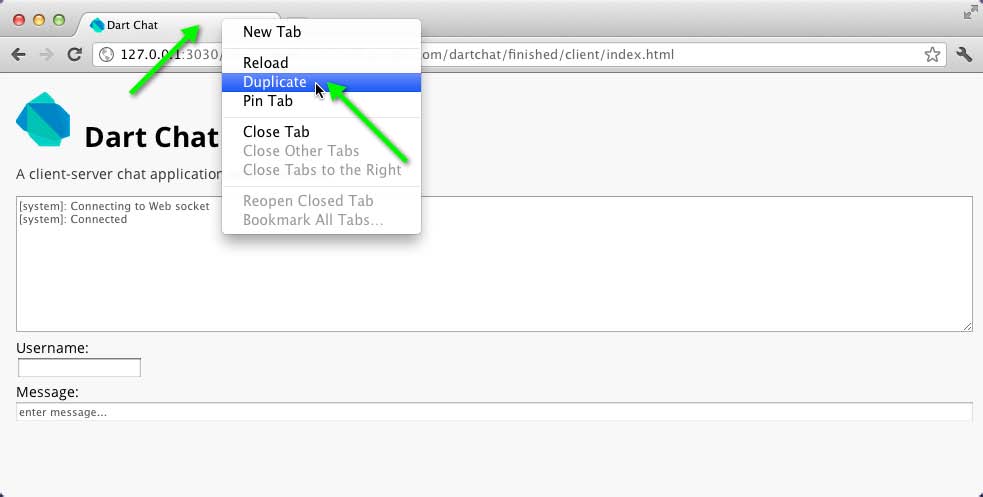 Dart Chat
127.0.0.1:3030/
om/dartchat/finished/client/index.html
New Tab
Reload
Duplicate
Pin Tab
Close Tab
Close Other Tabs
Close Tabs to the Right
Reopen Closed Tab
Bookmark All Tabs...
Dart Chat
A client-server chat application
[system]: Connecting to Web socket
[system]: Connected
Username:
Message:
enter message...